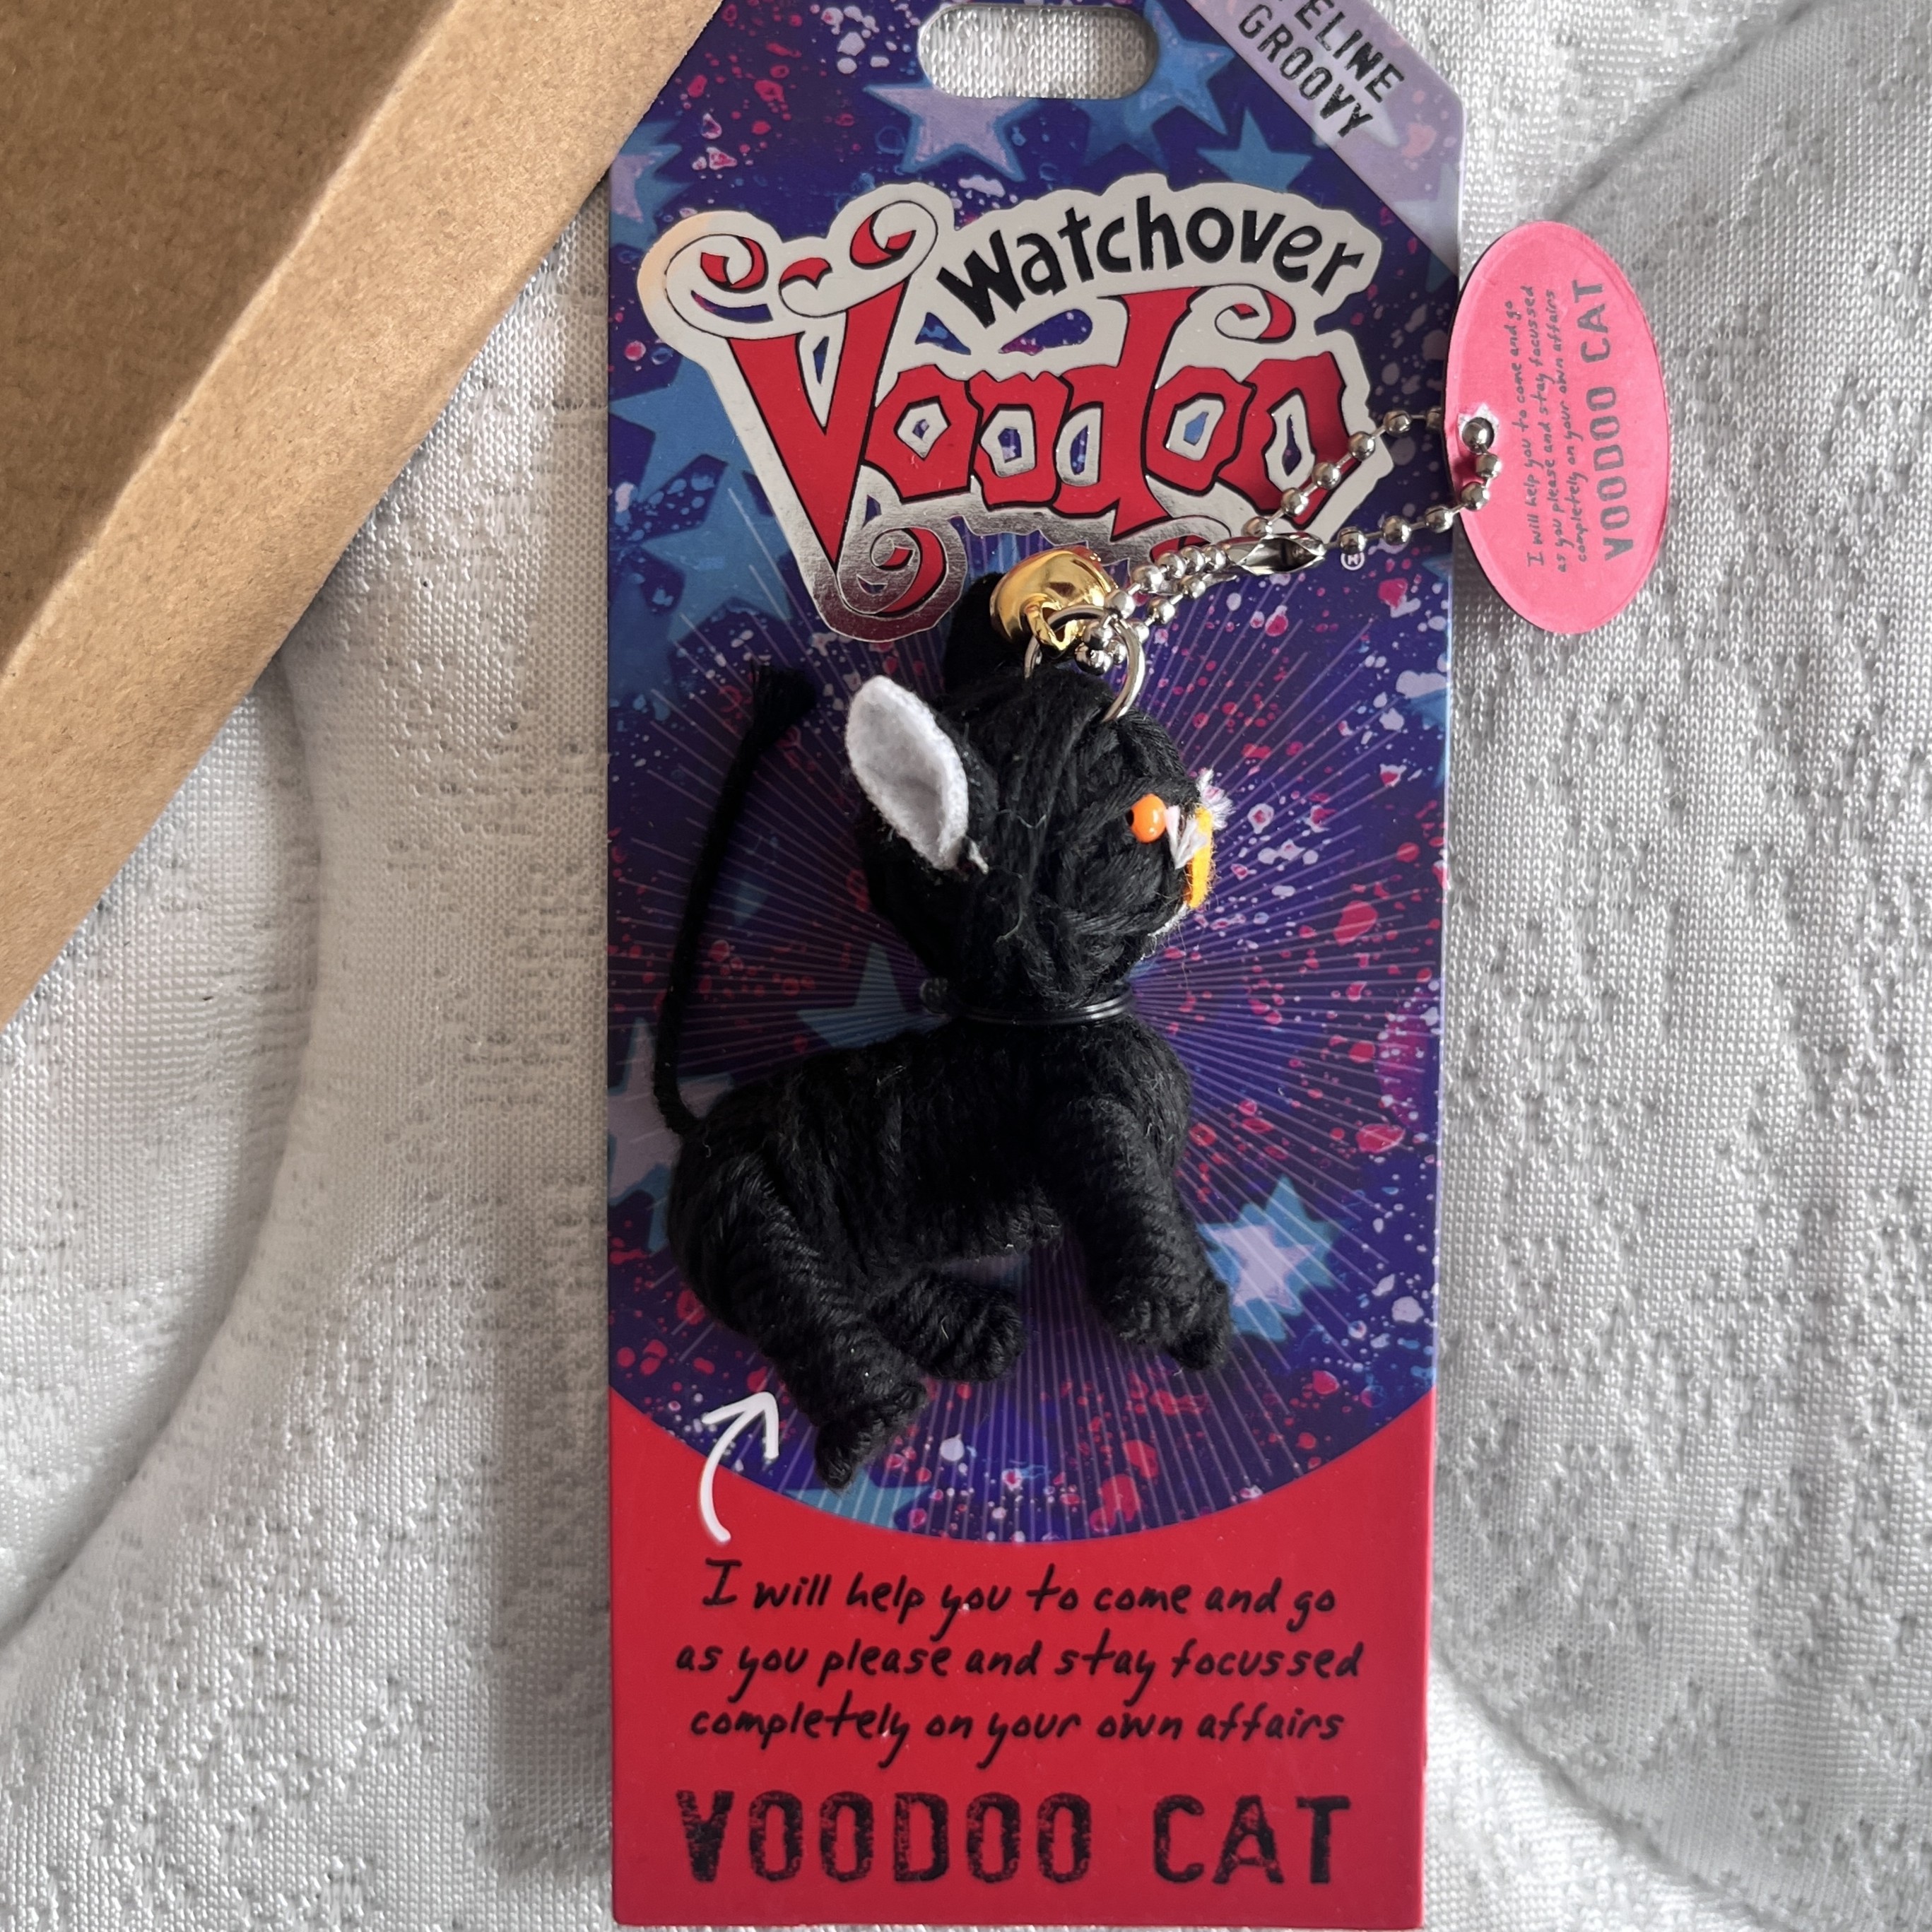 FELINE
GROOVY
Watchover
Voodoo
®
I will help you to come and go
as you please and stay focussed
completely on your own affairs
VOODOO CAT
I will help you to come and go
as you please and stay focussed
completely on your own affairs
VOODOO CAT